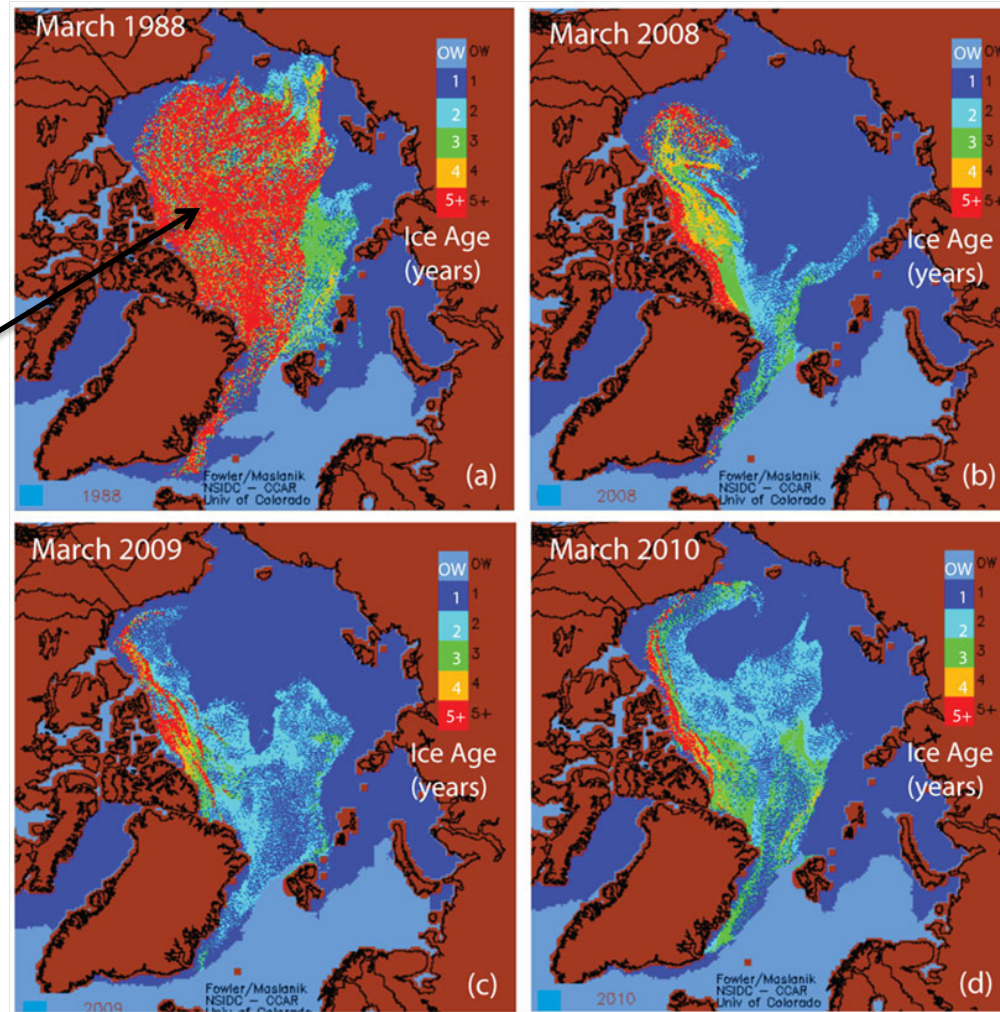 March 1988
OW OW
1 1
2 2
3 3
4 4
5+ 5+
Ice Age
(years)
Fowler/Maslanik
NSIDC - CCAR
Univ of Colorado
(a)
1988
March 2008
OW OW
1 1
2 2
3 3
4 4
5+ 5+
Ice Age
(years)
Fowler/Maslanik
NSIDC - CCAR
Univ of Colorado
(b)
2008
March 2009
OW OW
1 1
2 2
3 3
4 4
5+ 5+
Ice Age
(years)
Fowler/Maslanik
NSIDC - CCAR
Univ of Colorado
(c)
2009
March 2010
OW OW
1 1
2 2
3 3
4 4
5+ 5+
Ice Age
(years)
Fowler/Maslanik
NSIDC - CCAR
Univ of Colorado
(d)
2010